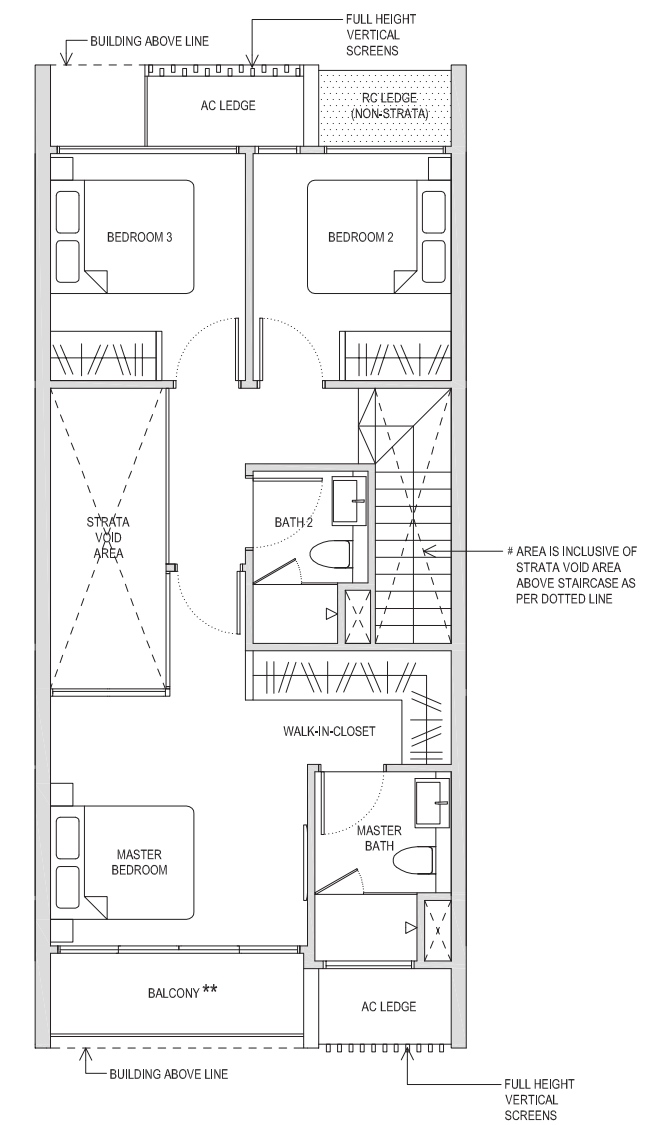 BUILDING ABOVE LINE
FULL HEIGHT
VERTICAL
SCREENS
AC LEDGE
RC LEDGE
(NON-STRATA)
BEDROOM 3
BEDROOM 2
STRATA
VOID
AREA
BATH 2
# AREA IS INCLUSIVE OF
STRATA VOID AREA
ABOVE STAIRCASE AS
PER DOTTED LINE
WALK-IN-CLOSET
MASTER
BATH
MASTER
BEDROOM
BALCONY **
AC LEDGE
BUILDING ABOVE LINE
FULL HEIGHT
VERTICAL
SCREENS